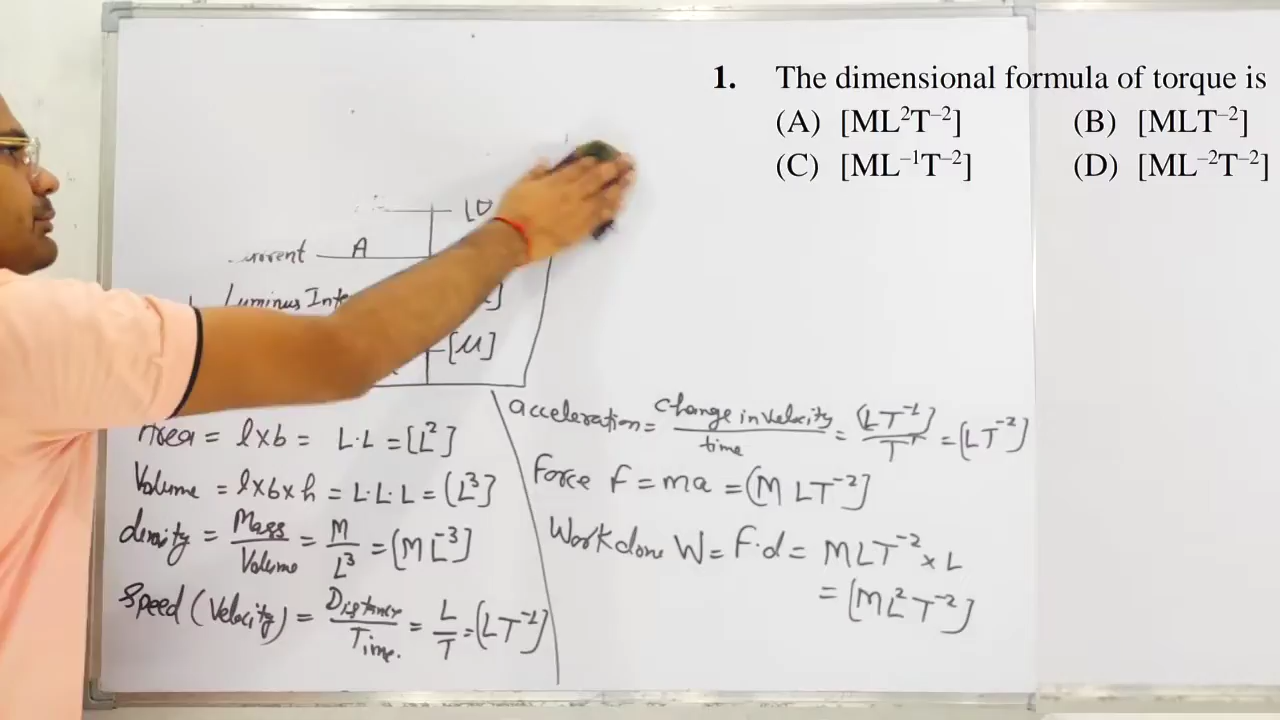 1. The dimensional formula of torque is
(A) [ML²T⁻²] (B) [MLT⁻²]
(C) [ML⁻¹T⁻²] (D) [ML⁻²T⁻²]
A
Luminus
[M]
Area = l×b = L·L = [L²]
Volume = l×b×h = L·L·L = [L³]
density = Mass/Volume = M/L³ = [ML⁻³]
Speed (Velocity) = Distance/Time. = L/T = [LT⁻¹]
acceleration = change in velocity/time = [LT⁻¹]/T = [LT⁻²]
Force F = ma = [MLT⁻²]
Workdone W = F·d = MLT⁻² × L
= [ML²T⁻²]